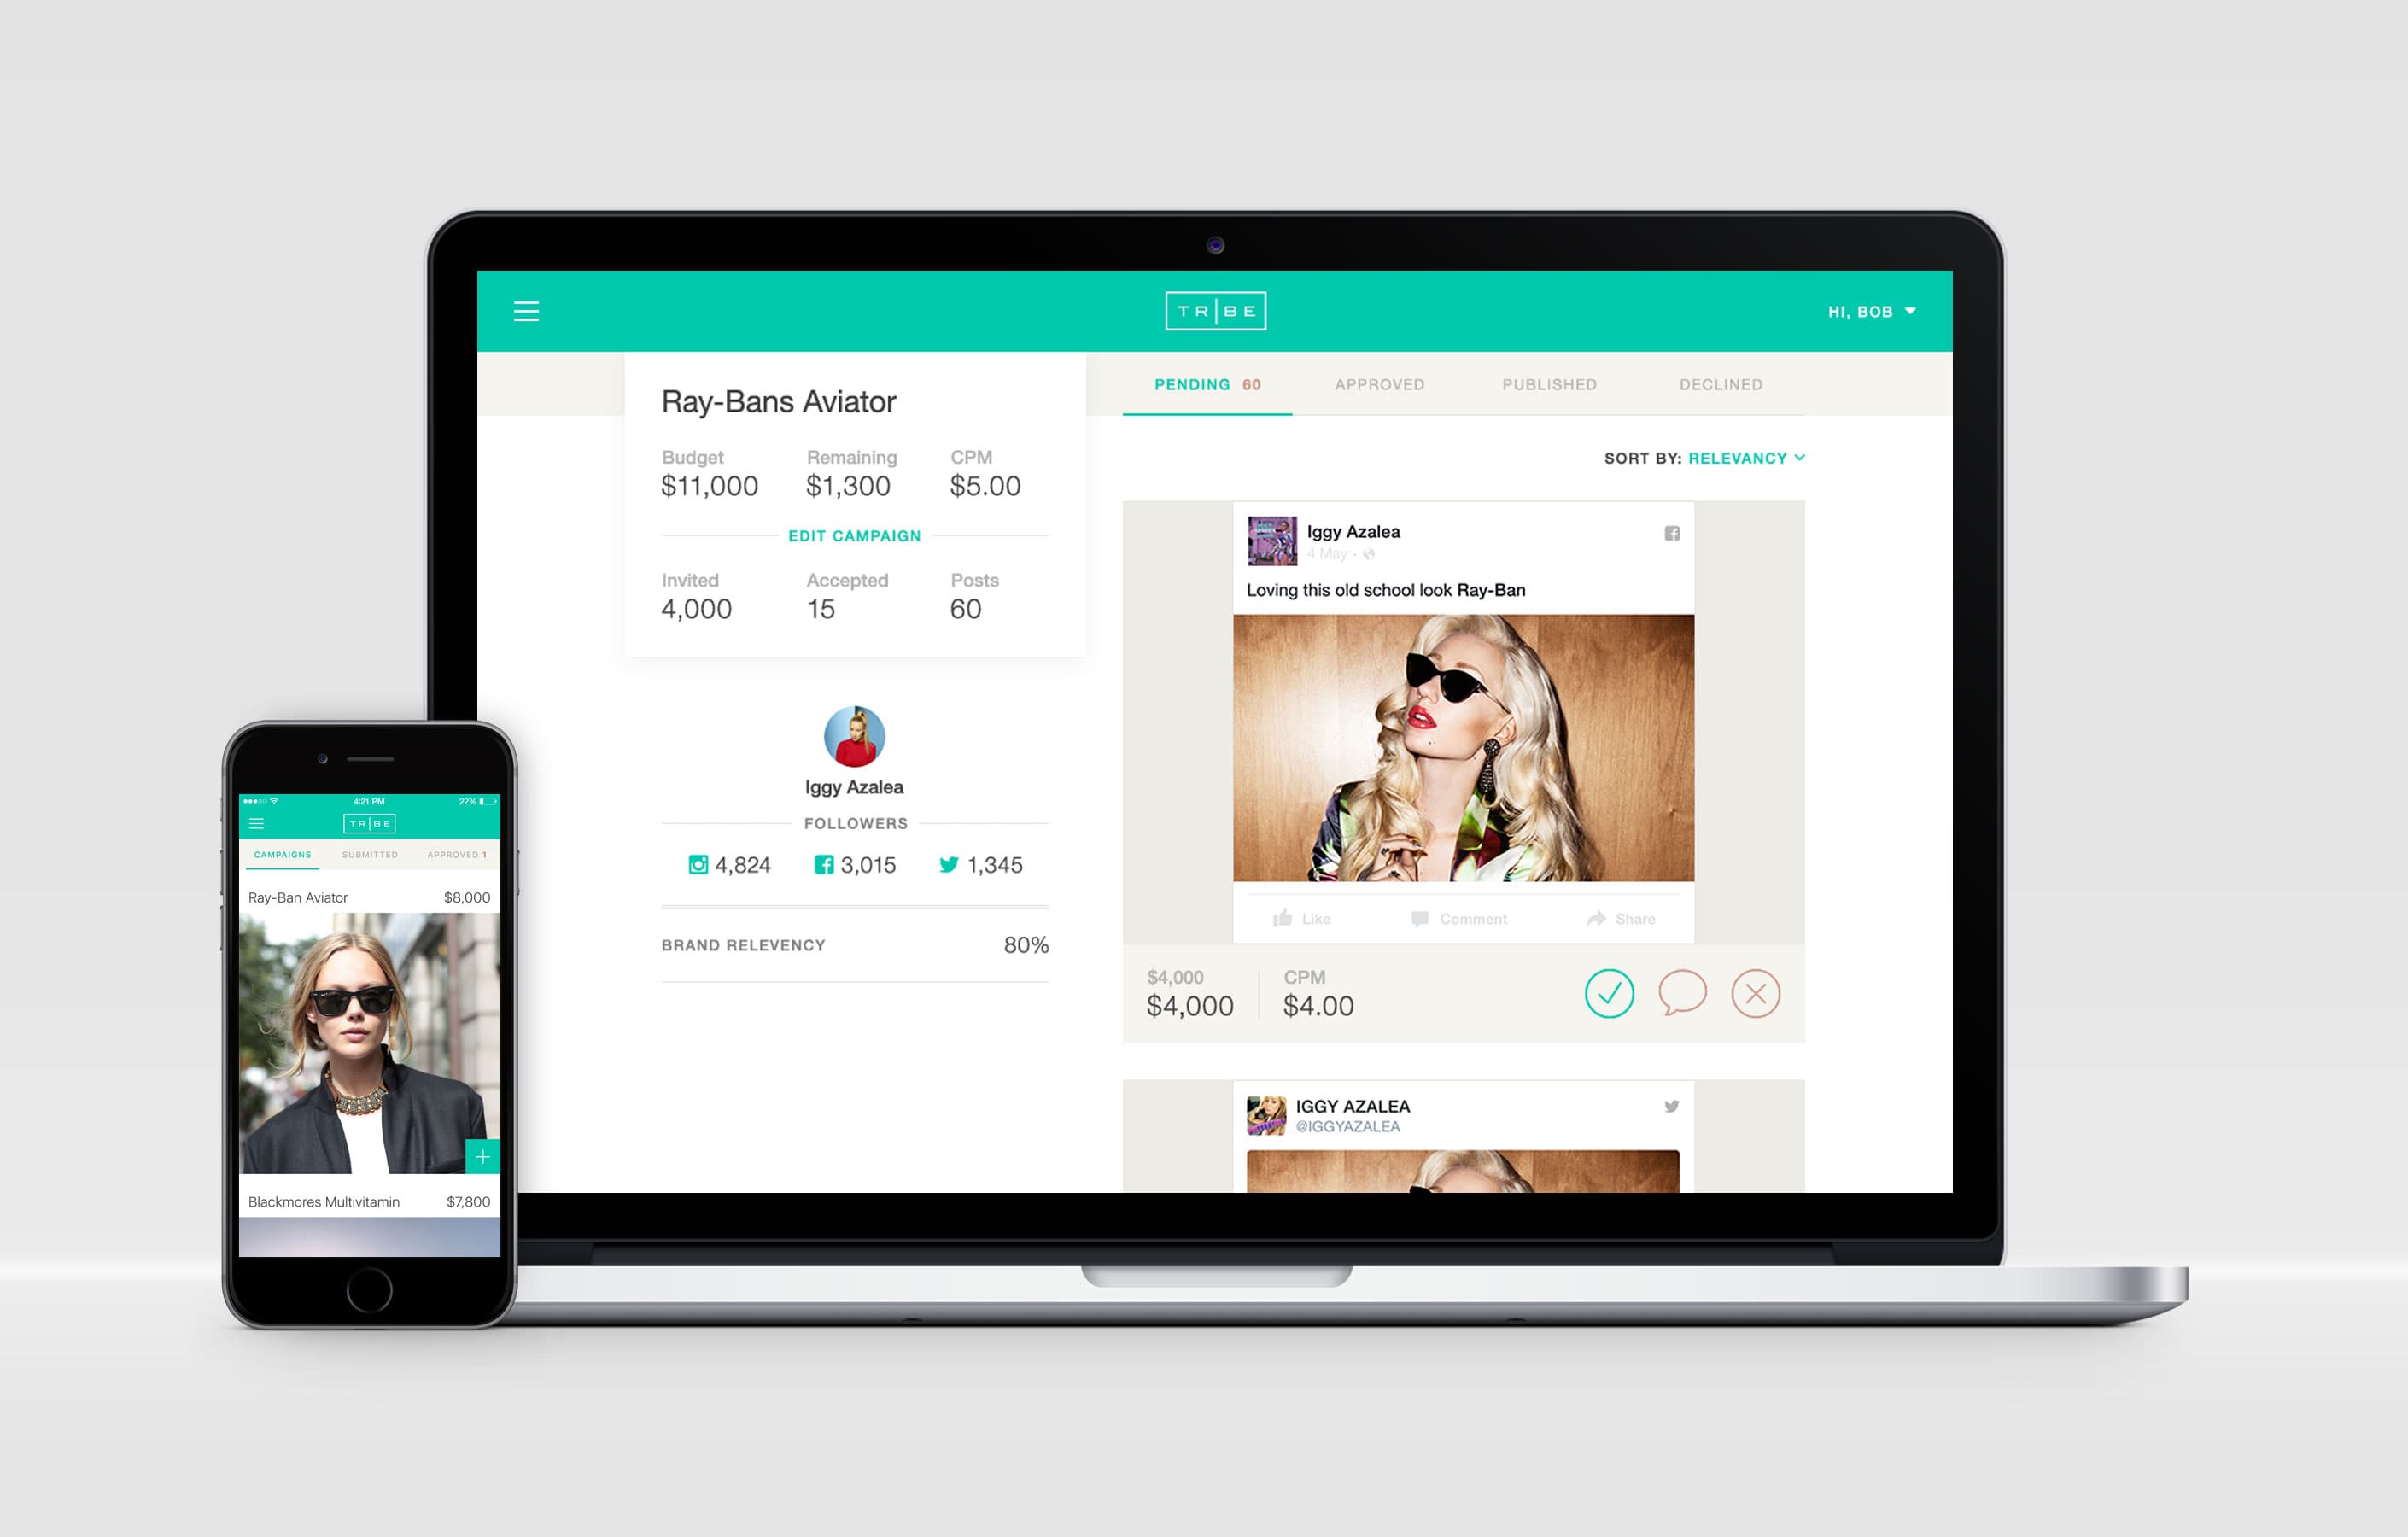 TR|BE
HI, BOB
Ray-Bans Aviator
Budget Remaining CPM
$11,000 $1,300 $5.00
EDIT CAMPAIGN
Invited Accepted Posts
4,000 15 60
Iggy Azalea
FOLLOWERS
4,824 3,015 1,345
BRAND RELEVENCY 80%
PENDING 60 APPROVED PUBLISHED DECLINED
SORT BY: RELEVANCY
Iggy Azalea
4 May
Loving this old school look Ray-Ban
Like Comment Share
$4,000 CPM
$4,000 $4.00
IGGY AZALEA
@IGGYAZALEA
4:21 PM 22%
TR|BE
CAMPAIGNS SUBMITTED APPROVED 1
Ray-Ban Aviator $8,000
Blackmores Multivitamin $7,800